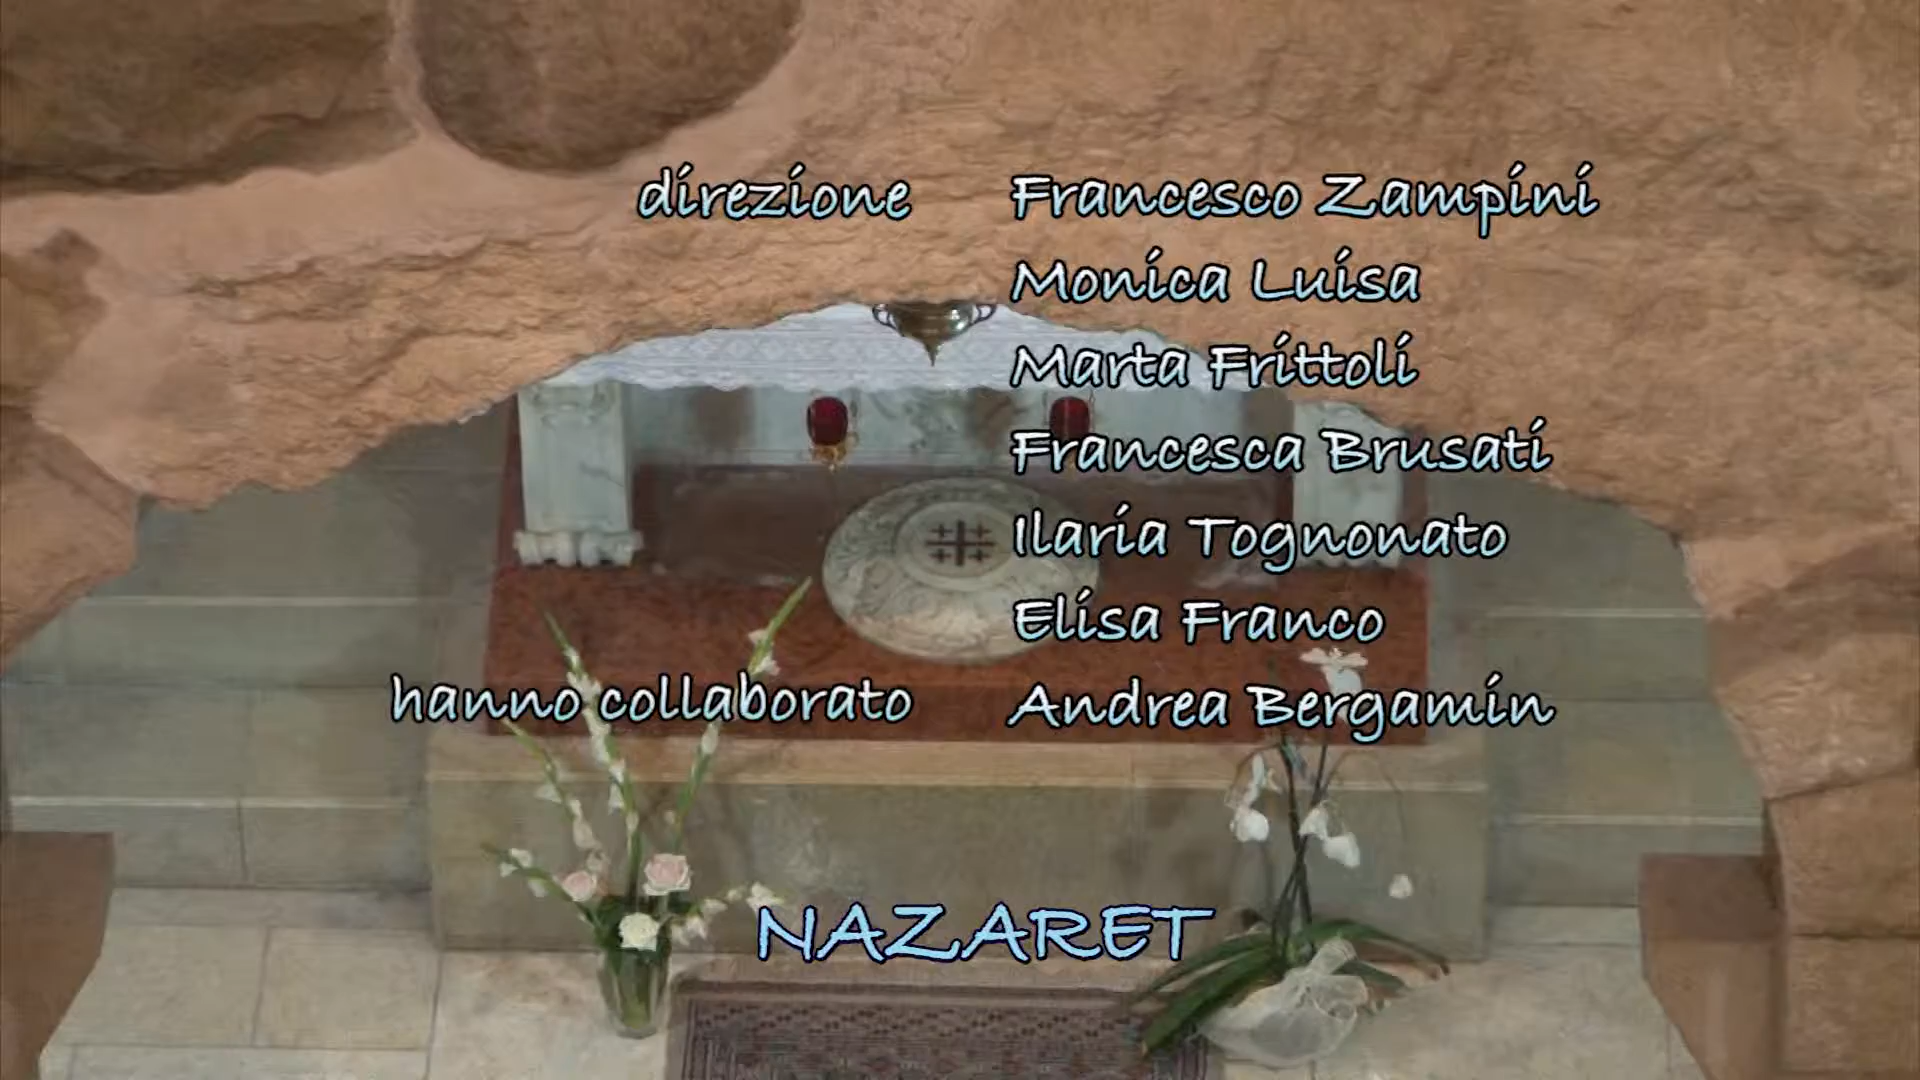 direzione Francesco Zampini
Monica Luisa
Marta Frittoli
Francesca Brusati
Ilaria Tognonato
Elisa Franco
hanno collaborato Andrea Bergamin
NAZARET